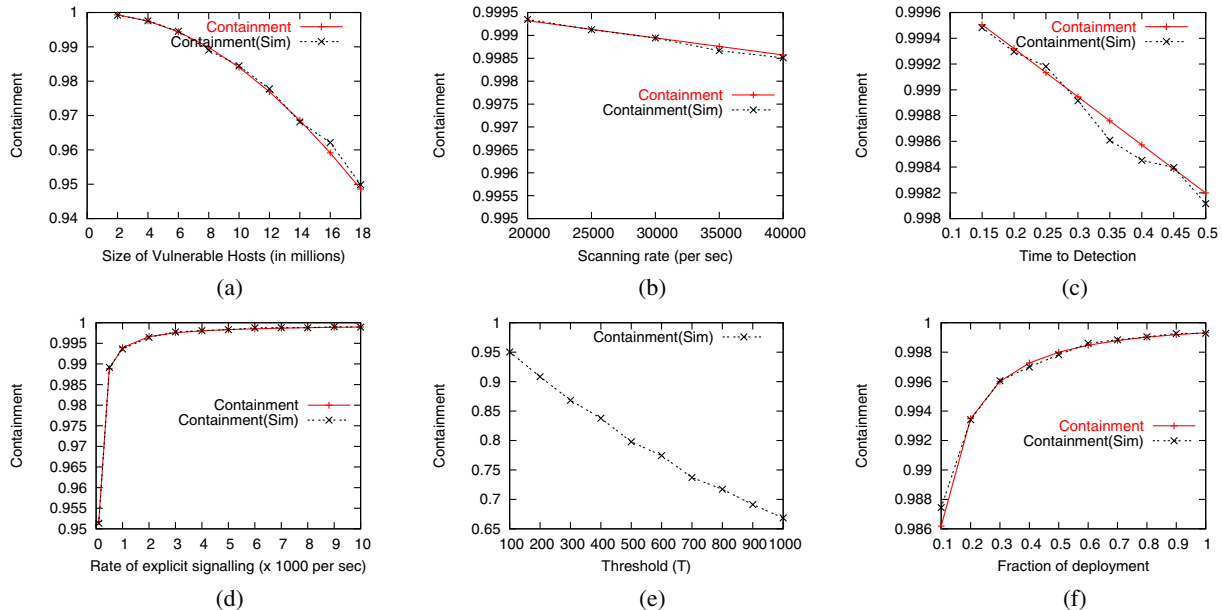 1
0.99
0.98
0.97
0.96
0.95
0.94
Containment
Containment
Containment(Sim)
0 2 4 6 8 10 12 14 16 18
Size of Vulnerable Hosts (in millions)
(a)
0.9995
0.999
0.9985
0.998
0.9975
0.997
0.9965
0.996
0.9955
0.995
Containment
Containment
Containment(Sim)
20000 25000 30000 35000 40000
Scanning rate (per sec)
(b)
0.9996
0.9994
0.9992
0.999
0.9988
0.9986
0.9984
0.9982
0.998
Containment
Containment
Containment(Sim)
0.1 0.15 0.2 0.25 0.3 0.35 0.4 0.45 0.5
Time to Detection
(c)
1
0.995
0.99
0.985
0.98
0.975
0.97
0.965
0.96
0.955
0.95
Containment
Containment
Containment(Sim)
0 1 2 3 4 5 6 7 8 9 10
Rate of explicit signalling (x 1000 per sec)
(d)
1
0.95
0.9
0.85
0.8
0.75
0.7
0.65
Containment
Containment(Sim)
100 200 300 400 500 600 700 800 900 1000
Threshold (T)
(e)
1
0.998
0.996
0.994
0.992
0.99
0.988
0.986
Containment
Containment
Containment(Sim)
0.1 0.2 0.3 0.4 0.5 0.6 0.7 0.8 0.9 1
Fraction of deployment
(f)